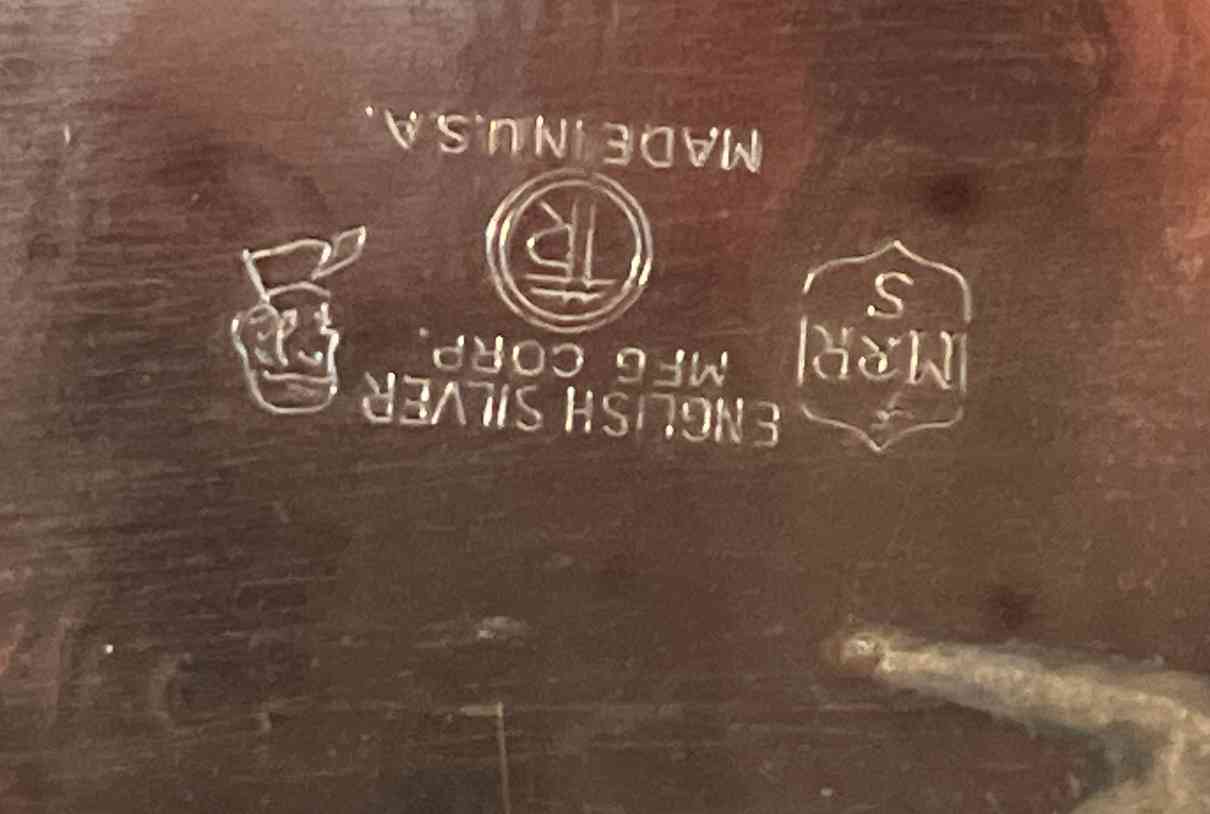 ENGLISH SILVER
MFG CORP.
S
MADE IN U.S.A.